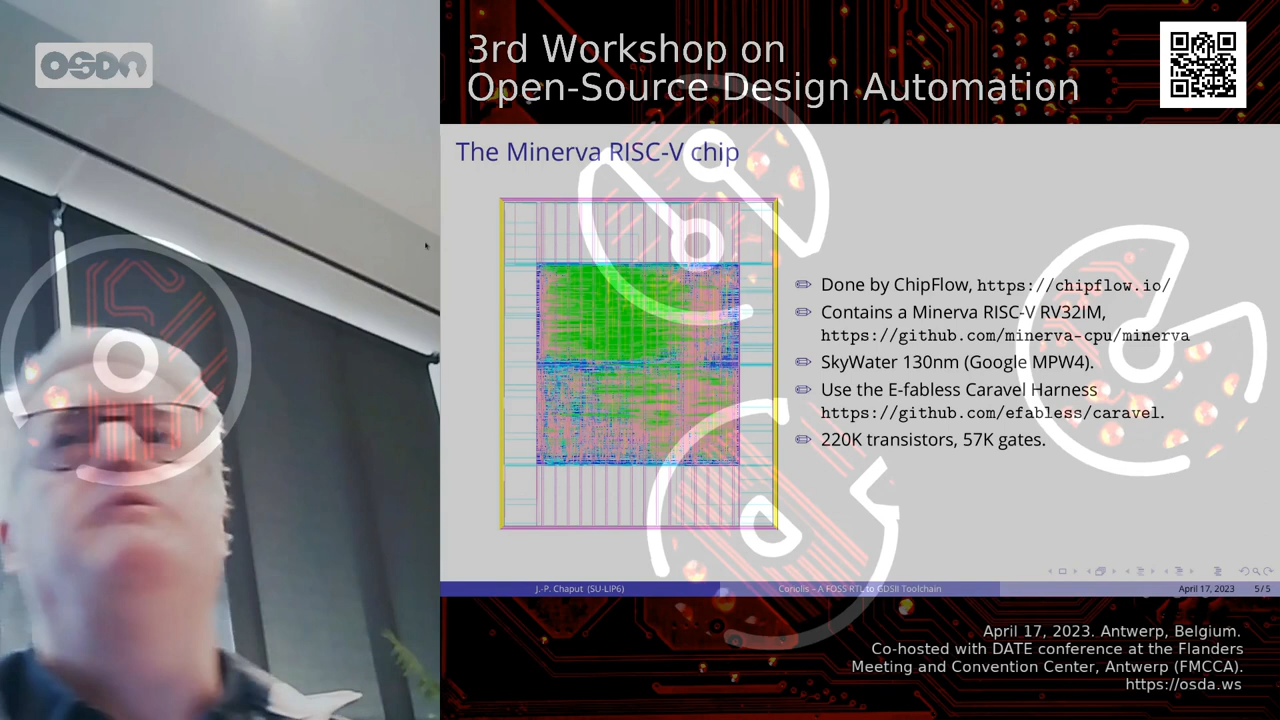 OSDA
3rd Workshop on
Open-Source Design Automation
The Minerva RISC-V chip
Done by ChipFlow, https://chipflow.io/
Contains a Minerva RISC-V RV32IM,
https://github.com/minerva-cpu/minerva
SkyWater 130nm (Google MPW4).
Use the E-fabless Caravel Harness
https://github.com/efabless/caravel.
220K transistors, 57K gates.
J.-P. Chaput (SU-LIP6)
Coriolis – A FOSS RTL to GDSII Toolchain
April 17, 2023
5/5
April 17, 2023. Antwerp, Belgium.
Co-hosted with DATE conference at the Flanders
Meeting and Convention Center, Antwerp (FMCCA).
https://osda.ws